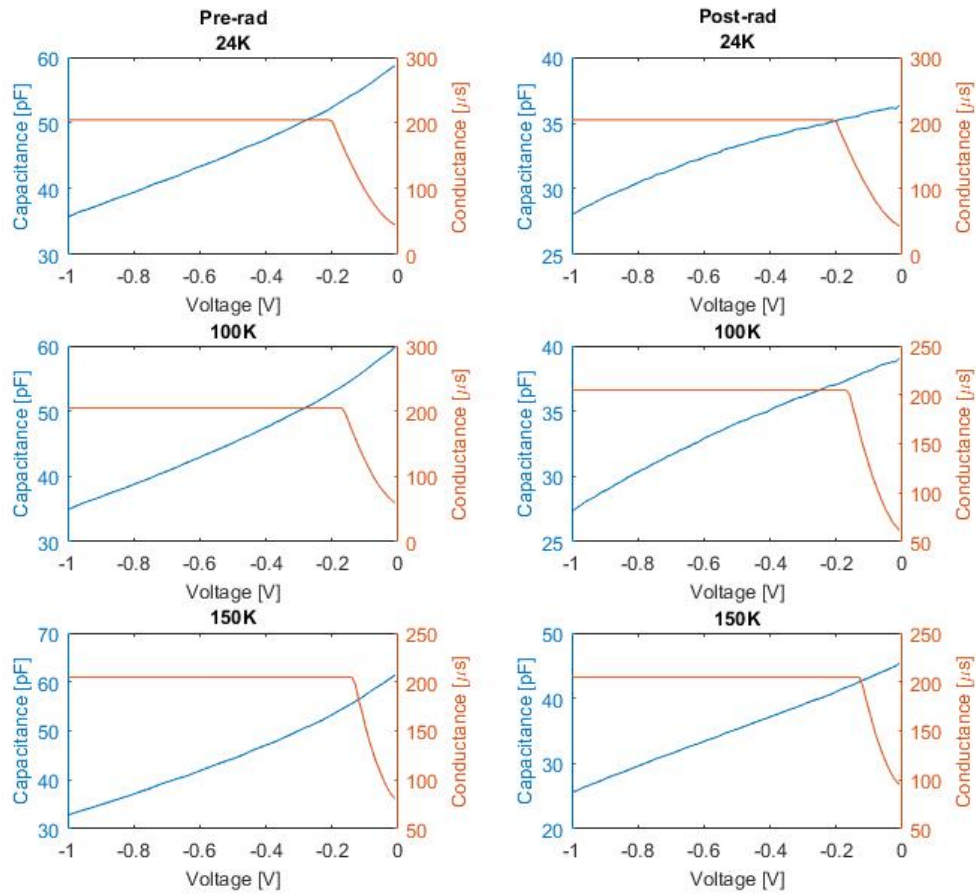 Pre-rad
24K
60
50
40
30
Capacitance [pF]
300
200
100
0
Conductance [μs]
-1 -0.8 -0.6 -0.4 -0.2 0
Voltage [V]
Post-rad
24K
40
35
30
25
Capacitance [pF]
300
200
100
0
Conductance [μs]
-1 -0.8 -0.6 -0.4 -0.2 0
Voltage [V]
100K
60
50
40
30
Capacitance [pF]
300
200
100
0
Conductance [μs]
-1 -0.8 -0.6 -0.4 -0.2 0
Voltage [V]
100K
40
35
30
25
Capacitance [pF]
250
200
150
100
50
Conductance [μs]
-1 -0.8 -0.6 -0.4 -0.2 0
Voltage [V]
150K
70
60
50
40
30
Capacitance [pF]
250
200
150
100
50
Conductance [μs]
-1 -0.8 -0.6 -0.4 -0.2 0
Voltage [V]
150K
50
40
30
20
Capacitance [pF]
250
200
150
100
50
Conductance [μs]
-1 -0.8 -0.6 -0.4 -0.2 0
Voltage [V]